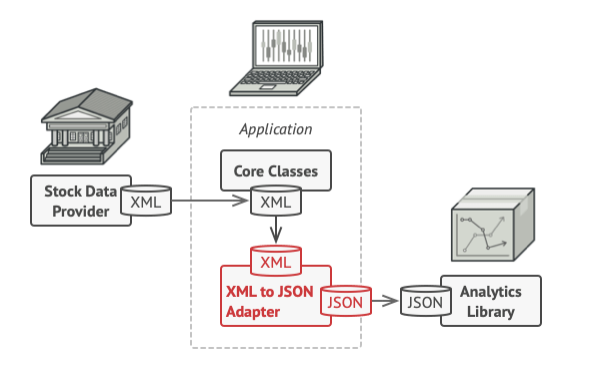 Application
Stock Data
Provider
XML
Core Classes
XML
XML
XML to JSON
Adapter
JSON
JSON
Analytics
Library